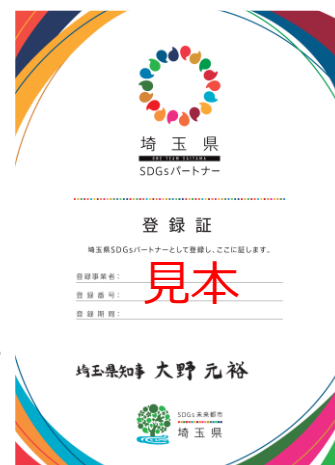 埼玉県
ONE TEAM SAITAMA
SDGsパートナー
登録証
埼玉県SDGsパートナーとして登録し、ここに証します。
登録事業者：
見本
登録番号：
登録期間：
埼玉県知事 大野元裕
SDGs未来都市
埼玉県